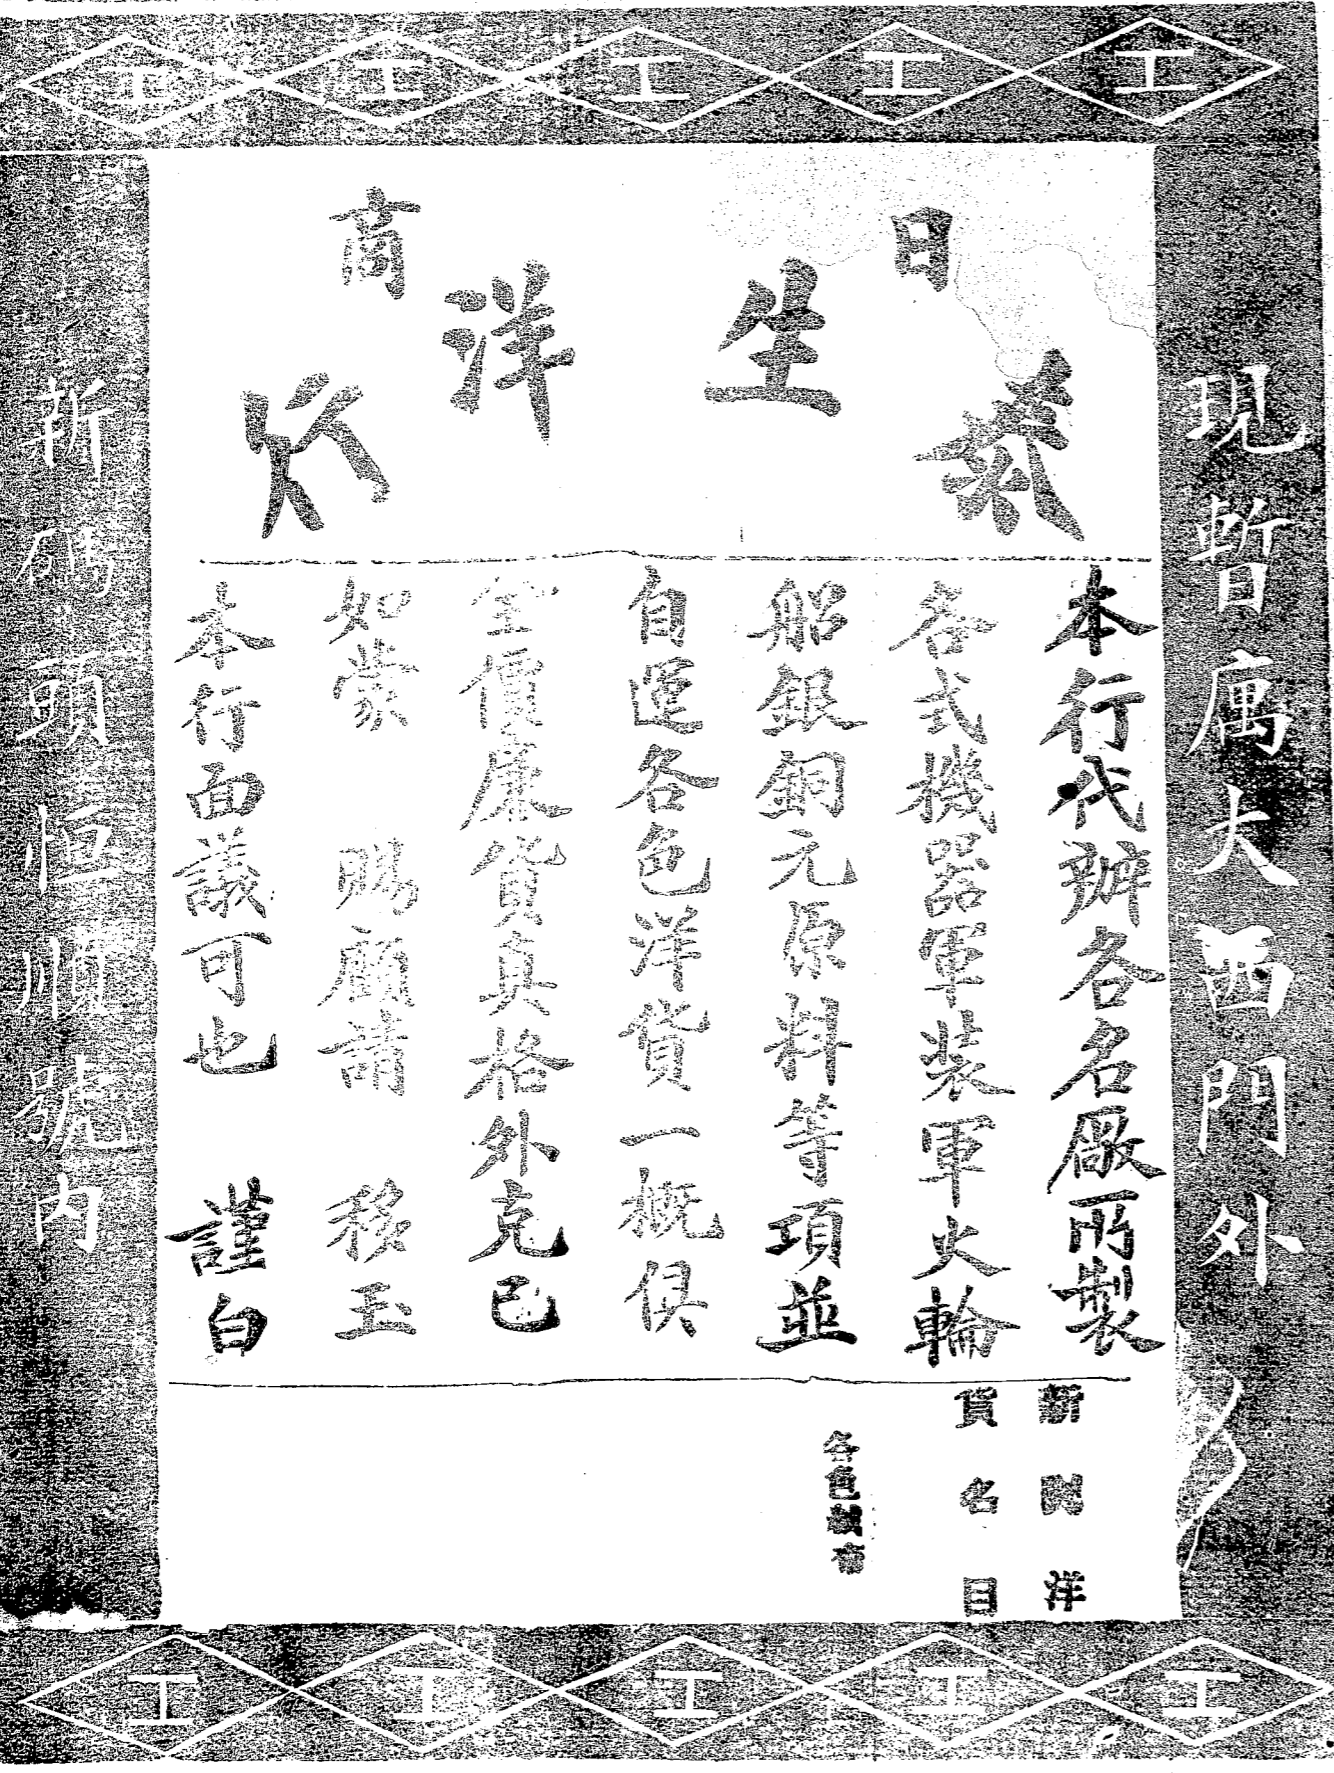 工 工 工 工 工
日商
生洋行
現暫庽大西門外
本行代辦各名廠所製
各式機器軍裝軍火輪
船銀銅元原料等項並
自運各色洋貨一概俱
全價廉貨真格外克己
如蒙 賜顧請 移玉
本行面議可也 謹白
新開洋
貨名目
各色布
新碼頭恒順號內
工 工 工 工 工